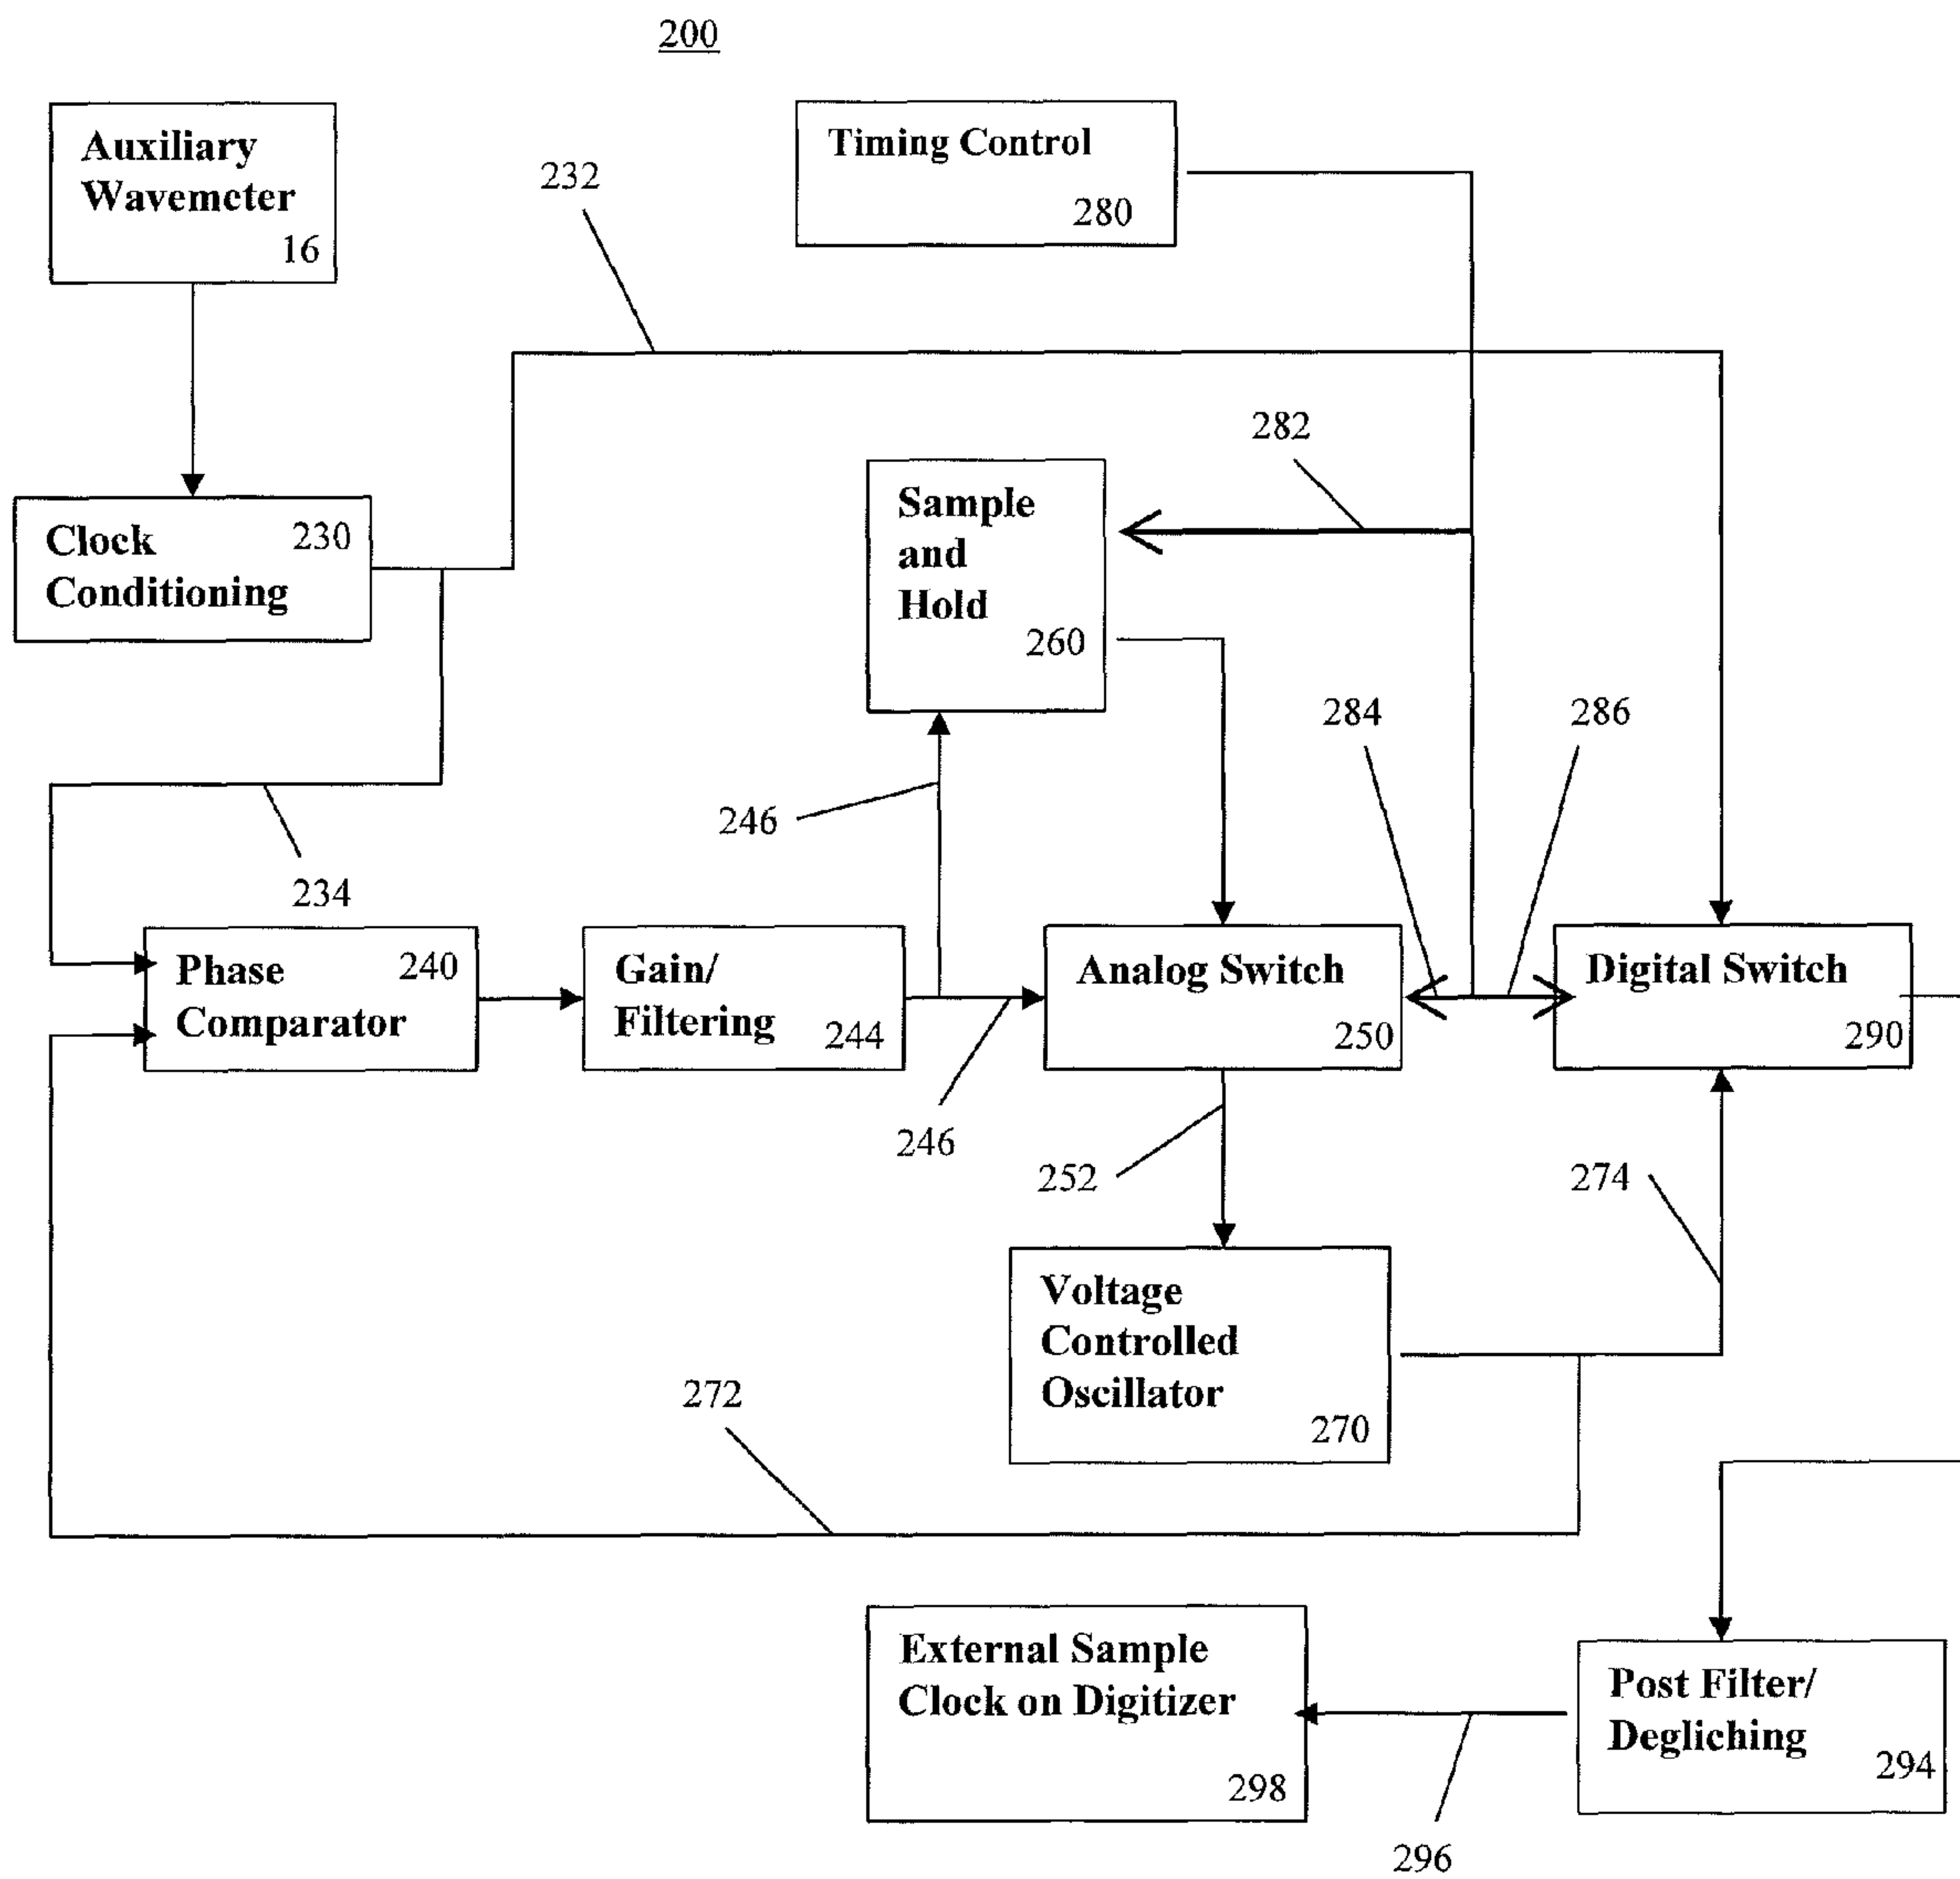 200
Auxiliary
Wavemeter
16
Timing Control
280
232
282
Clock
Conditioning
230
Sample
and
Hold
260
284
286
246
234
Phase
Comparator
240
Gain/
Filtering
244
Analog Switch
250
Digital Switch
290
246
252
274
Voltage
Controlled
Oscillator
270
272
External Sample
Clock on Digitizer
298
Post Filter/
Degliching
294
296